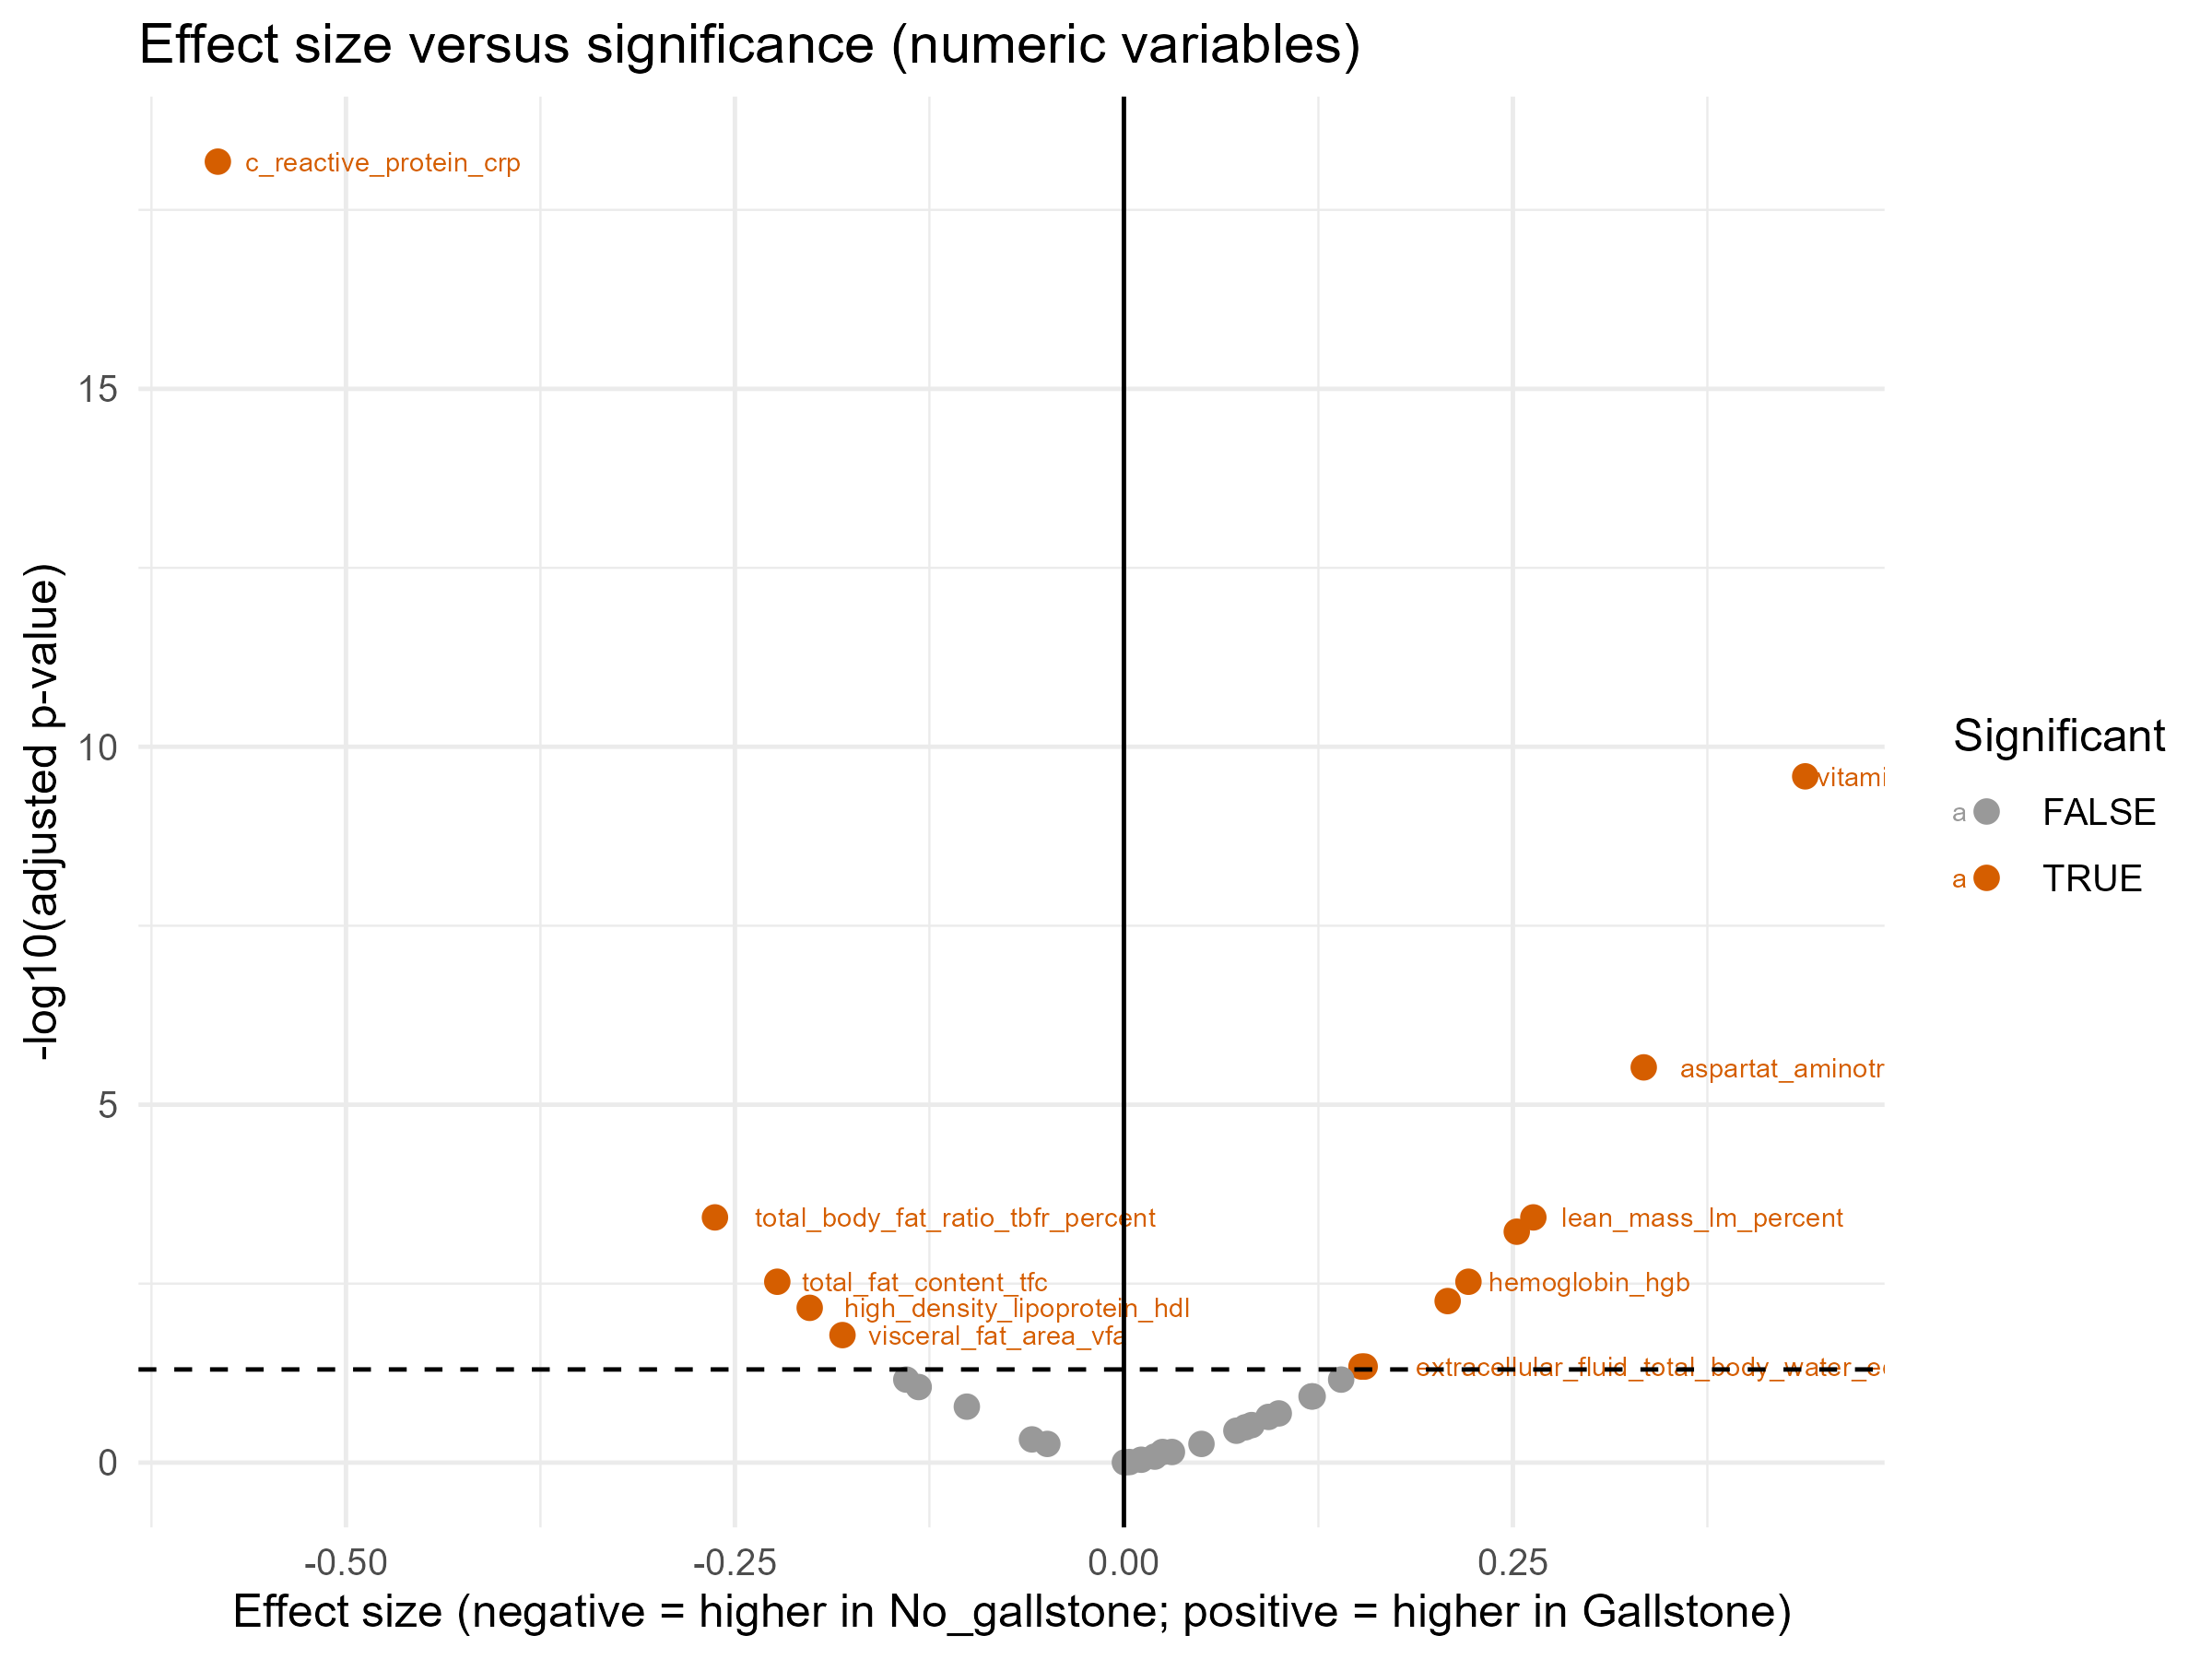 Effect size versus significance (numeric variables)
c_reactive_protein_crp
15
-log10(adjusted p-value)
10
vitami
Significant
a FALSE
a TRUE
aspartat_aminotr
5
total_body_fat_ratio_tbfr_percent
lean_mass_lm_percent
total_fat_content_tfc
hemoglobin_hgb
high_density_lipoprotein_hdl
visceral_fat_area_vfa
extracellular_fluid_total_body_water_ec
0
-0.50 -0.25 0.00 0.25
Effect size (negative = higher in No_gallstone; positive = higher in Gallstone)